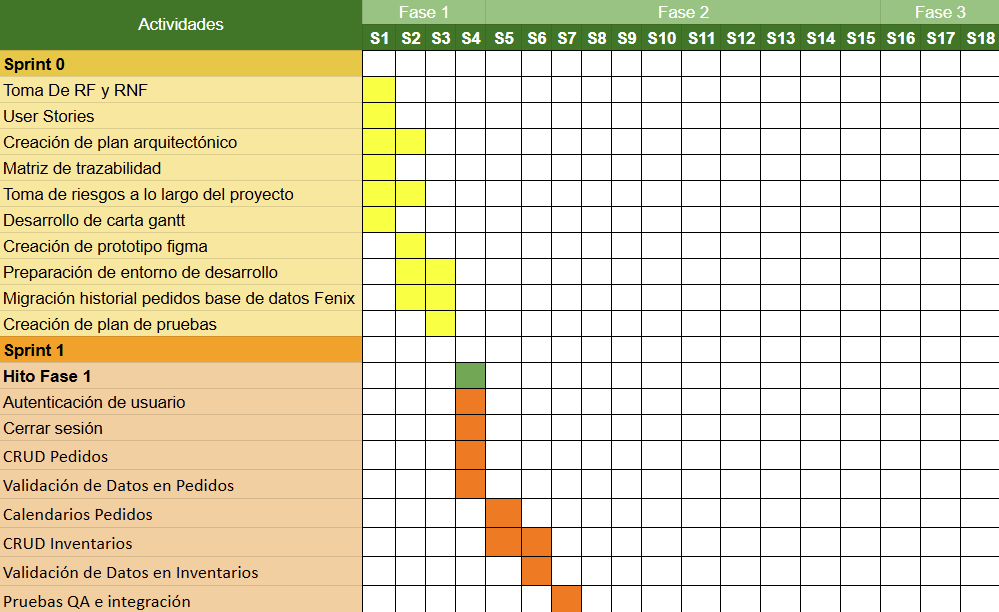 Actividades
Fase 1 Fase 2 Fase 3
S1 S2 S3 S4 S5 S6 S7 S8 S9 S10 S11 S12 S13 S14 S15 S16 S17 S18
Sprint 0
Toma De RF y RNF
User Stories
Creación de plan arquitectónico
Matriz de trazabilidad
Toma de riesgos a lo largo del proyecto
Desarrollo de carta gantt
Creación de prototipo figma
Preparación de entorno de desarrollo
Migración historial pedidos base de datos Fenix
Creación de plan de pruebas
Sprint 1
Hito Fase 1
Autenticación de usuario
Cerrar sesión
CRUD Pedidos
Validación de Datos en Pedidos
Calendarios Pedidos
CRUD Inventarios
Validación de Datos en Inventarios
Pruebas QA e integración